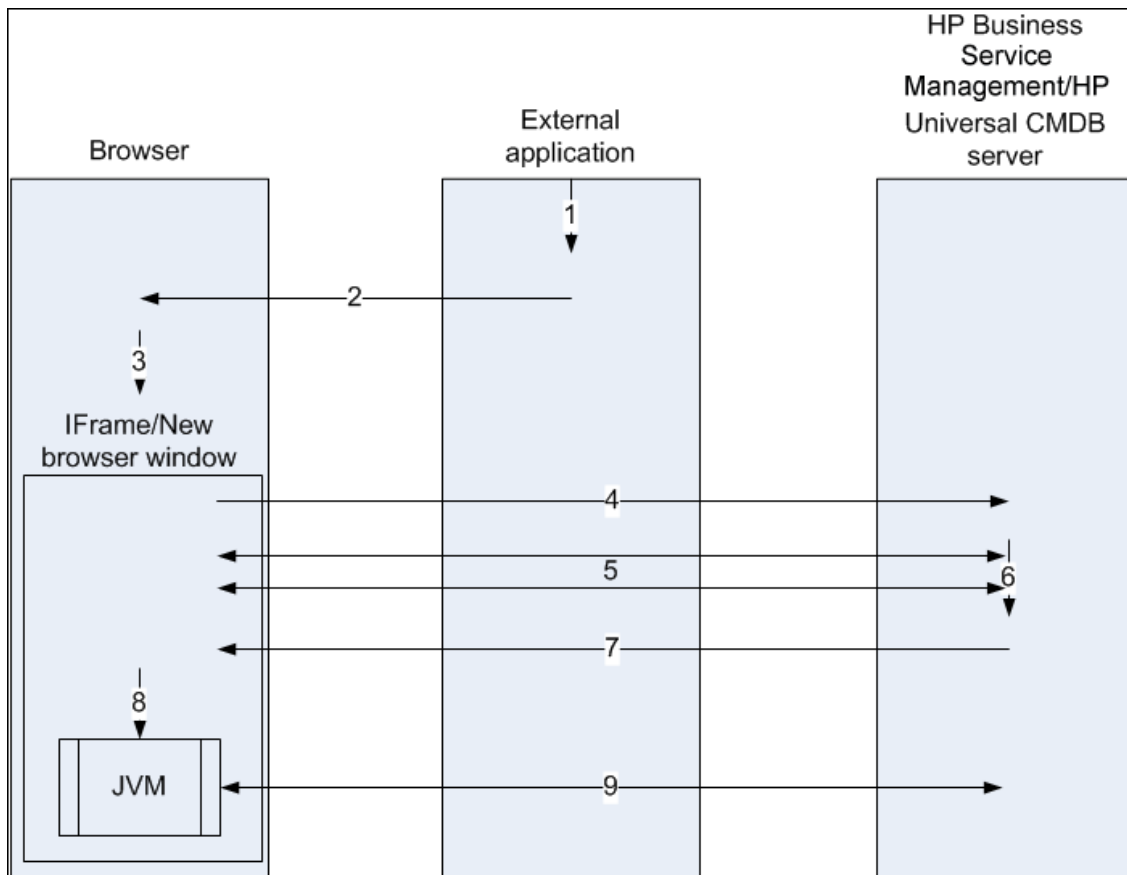 HP Business
Service
Management/HP
Universal CMDB
server
External
application
Browser
1
2
3
IFrame/New
browser window
4
5
6
7
8
JVM
9